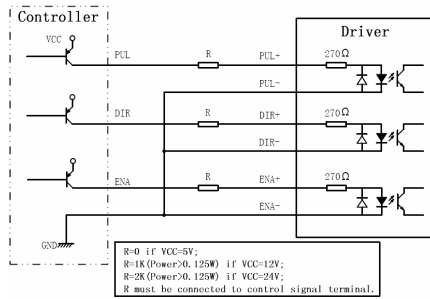 Controller
Driver
VCC
PUL
R
PUL+
270Ω
PUL-
DIR
R
DIR+
270Ω
DIR-
ENA
R
ENA+
270Ω
ENA-
GND
R=0 if VCC=5V;
R=1K(Power>0.125W) if VCC=12V;
R=2K(Power>0.125W) if VCC=24V;
R must be connected to control signal terminal.